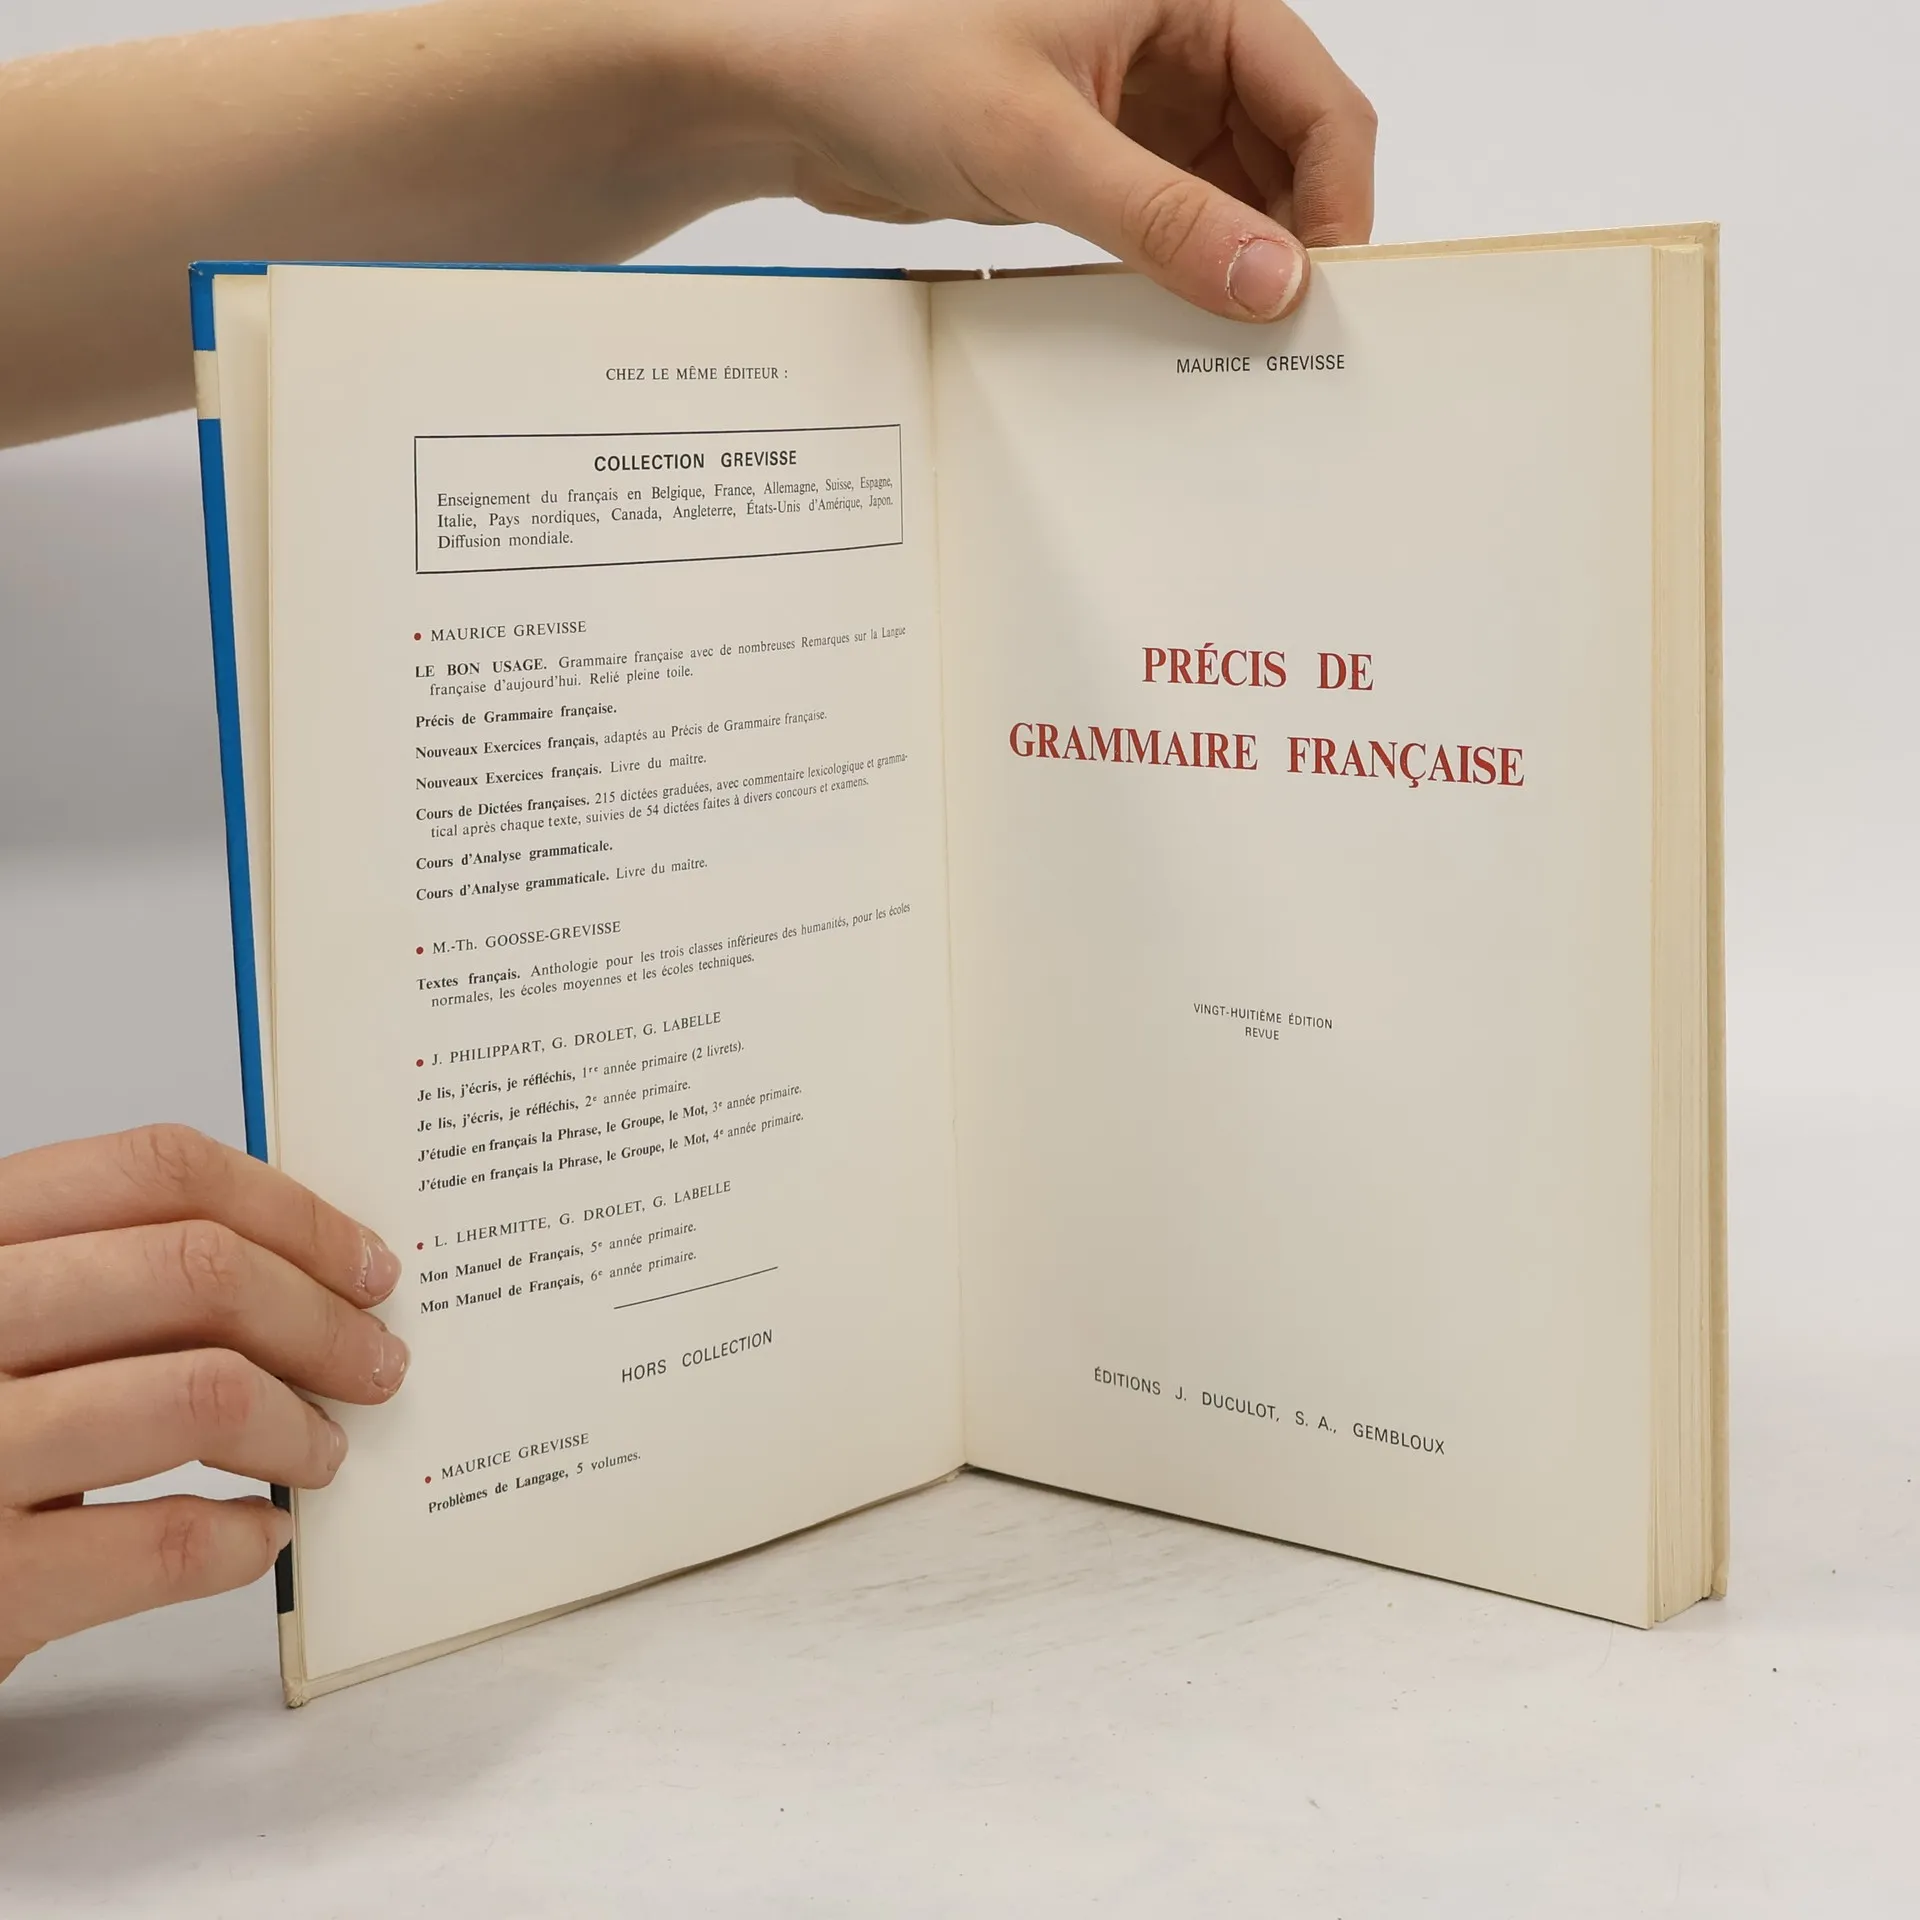 CHEZ LE MÊME ÉDITEUR :
COLLECTION GREVISSE
Enseignement du français en Belgique, France, Allemagne, Suisse, Espagne,
Italie, Pays nordiques, Canada, Angleterre, États-Unis d'Amérique, Japon.
Diffusion mondiale.
• MAURICE GREVISSE
LE BON USAGE. Grammaire française avec de nombreuses Remarques sur la Langue
française d'aujourd'hui. Relié pleine toile.
Précis de Grammaire française.
Nouveaux Exercices français, adaptés au Précis de Grammaire française.
Nouveaux Exercices français. Livre du maître.
Cours de Dictées françaises. 215 dictées graduées, avec commentaire lexicologique et gramma-
tical après chaque texte, suivies de 54 dictées faites à divers concours et examens.
Cours d'Analyse grammaticale.
Cours d'Analyse grammaticale. Livre du maître.
• M.-Th. GOOSSE-GREVISSE
Textes français. Anthologie pour les trois classes inférieures des humanités, pour les écoles
normales, les écoles moyennes et les écoles techniques.
• J. PHILIPPART, G. DROLET, G. LABELLE
Je lis, j'écris, je réfléchis, 1re année primaire (2 livrets).
Je lis, j'écris, je réfléchis, 2e année primaire.
J'étudie en français la Phrase, le Groupe, le Mot, 3e année primaire.
J'étudie en français la Phrase, le Groupe, le Mot, 4e année primaire.
• L. LHERMITTE, G. DROLET, G. LABELLE
Mon Manuel de Français, 5e année primaire.
Mon Manuel de Français, 6e année primaire.
HORS COLLECTION
• MAURICE GREVISSE
Problèmes de Langage, 5 volumes.
MAURICE GREVISSE
PRÉCIS DE
GRAMMAIRE FRANÇAISE
VINGT-HUITIÈME ÉDITION
REVUE
ÉDITIONS J. DUCULOT, S. A., GEMBLOUX